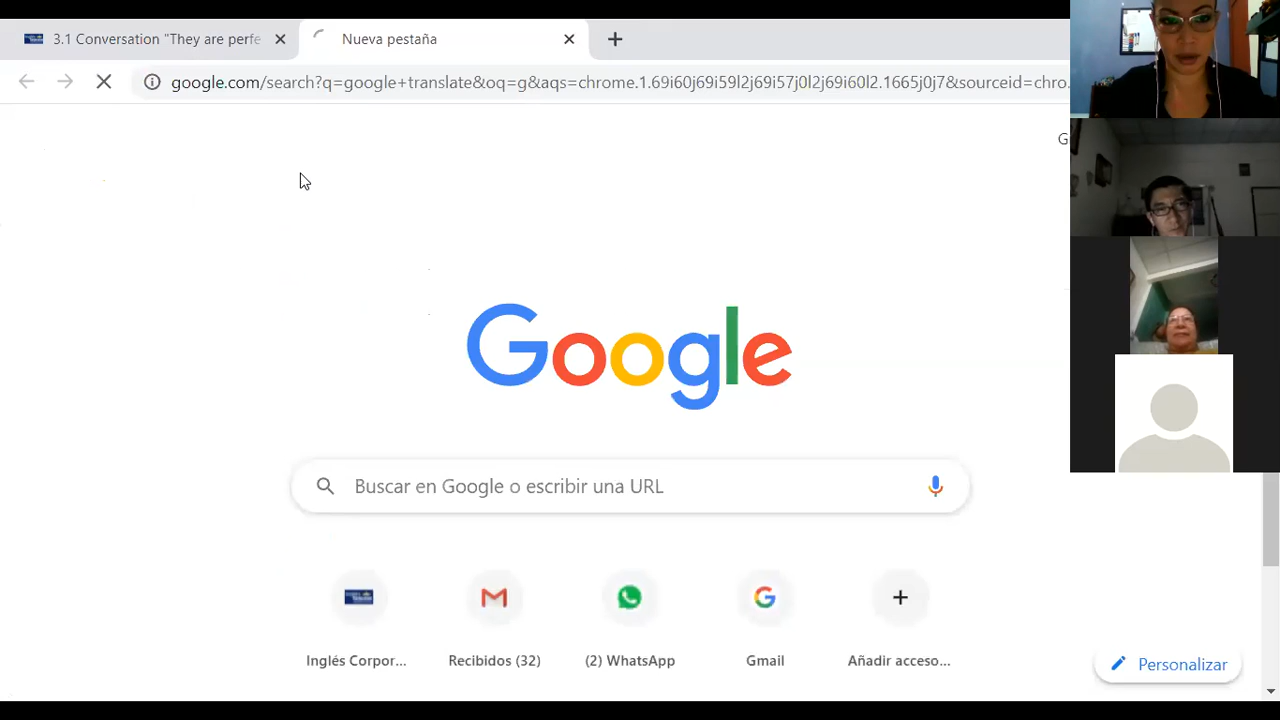 3.1 Conversation "They are perfe
Nueva pestaña
google.com/search?q=google+translate&oq=g&aqs=chrome.1.69i60j69i59l2j69i57j0l2j69i60l2.1665j0j7&sourceid=chro.
G
Google
Buscar en Google o escribir una URL
Inglés Corpor...
Recibidos (32)
(2) WhatsApp
Gmail
Añadir acceso...
Personalizar